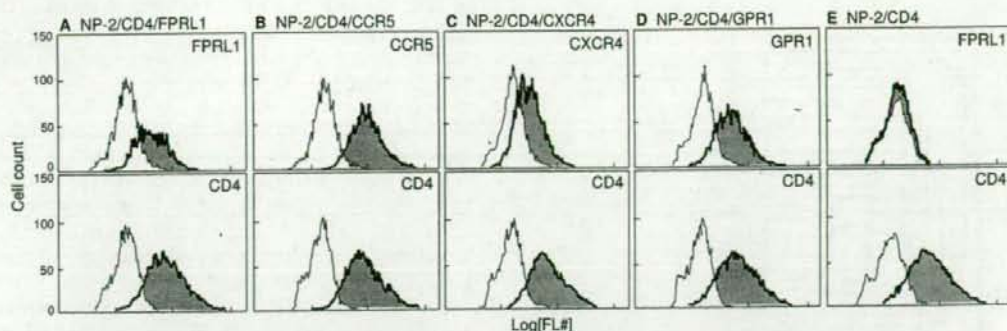 A NP-2/CD4/FPRL1
B NP-2/CD4/CCR5
C NP-2/CD4/CXCR4
D NP-2/CD4/GPR1
E NP-2/CD4
150
100
50
0
FPRL1
CCR5
CXCR4
GPR1
FPRL1
Cell count
150
100
50
0
CD4
CD4
CD4
CD4
CD4
Log[FL#]